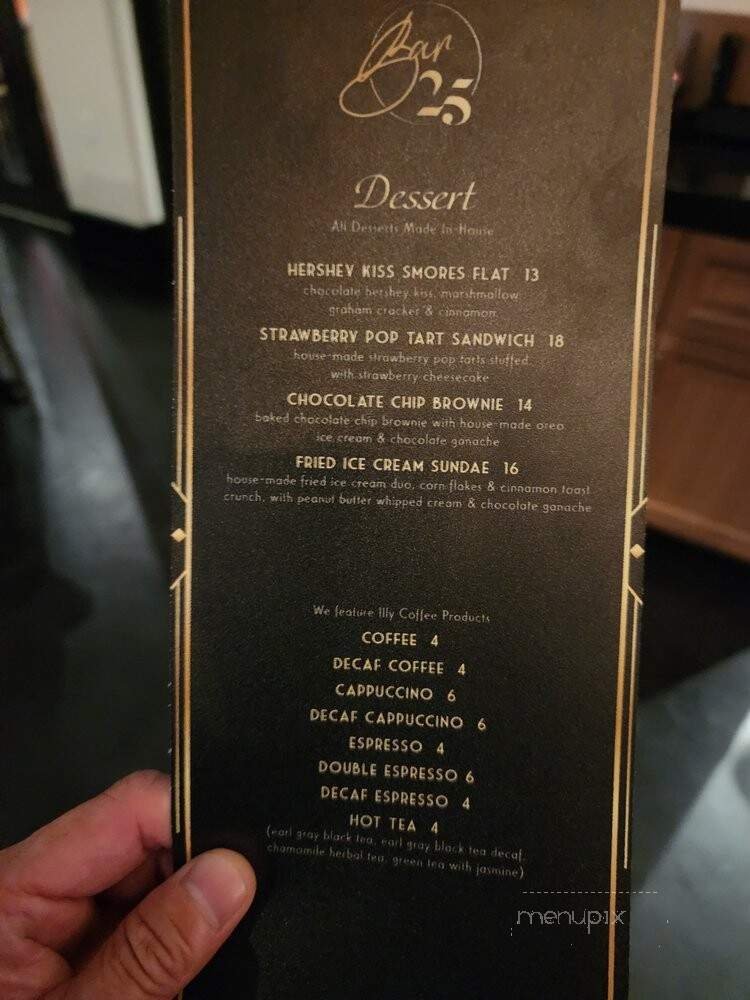 Bar
25
Dessert
All Desserts Made In-House
HERSHEY KISS SMORES FLAT 13
chocolate hershey kiss, marshmallow
graham cracker & cinnamon
STRAWBERRY POP TART SANDWICH 18
house-made strawberry pop tarts stuffed
with strawberry cheesecake
CHOCOLATE CHIP BROWNIE 14
baked chocolate chip brownie with house-made oreo
ice cream & chocolate ganache
FRIED ICE CREAM SUNDAE 16
house-made fried ice cream duo, corn flakes & cinnamon toast
crunch, with peanut butter whipped cream & chocolate ganache
We feature Illy Coffee Products
COFFEE 4
DECAF COFFEE 4
CAPPUCCINO 6
DECAF CAPPUCCINO 6
ESPRESSO 4
DOUBLE ESPRESSO 6
DECAF ESPRESSO 4
HOT TEA 4
(earl gray black tea, earl gray black tea decaf,
chamomile herbal tea, green tea with jasmine)
menupix